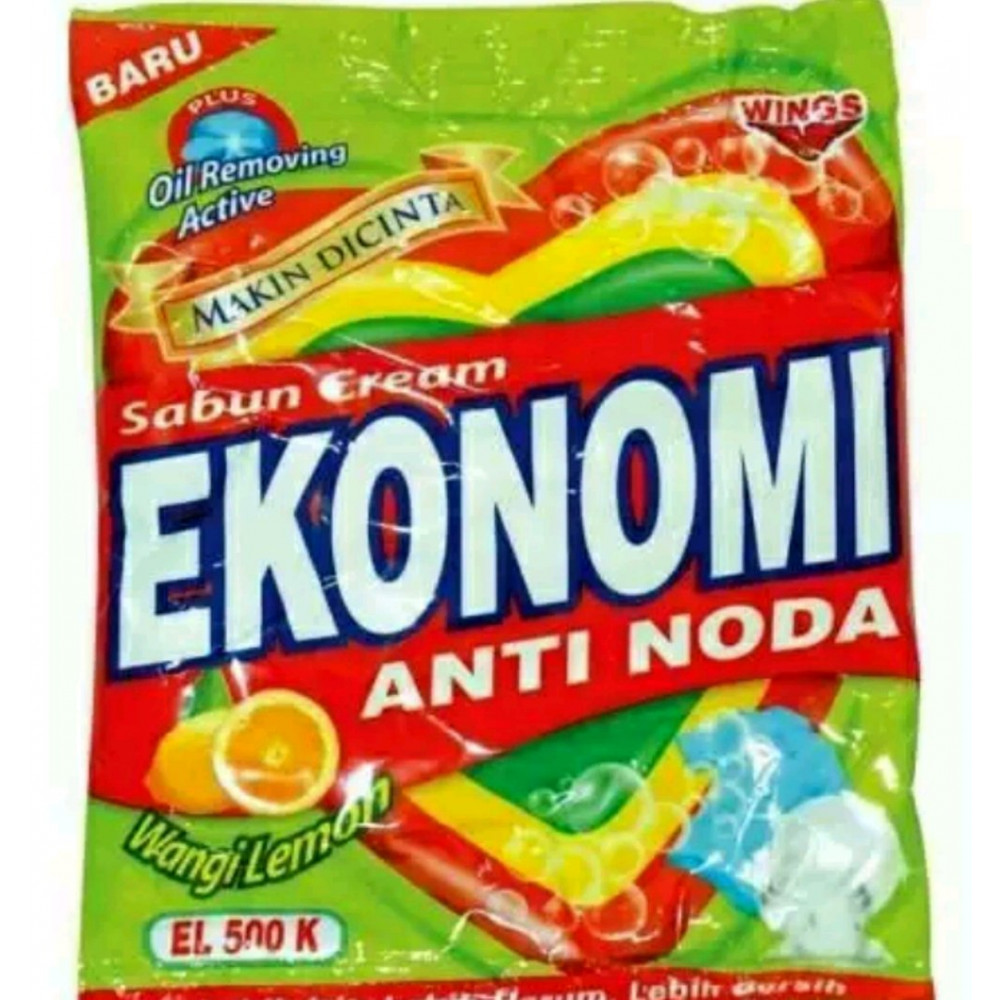 BARU
PLUS
Oil Removing
Active
WINGS
MAKIN DICINTA
Sabun Cream
EKONOMI
ANTI NODA
Wangi Lemon
EL 500 K
Lebih Bersih